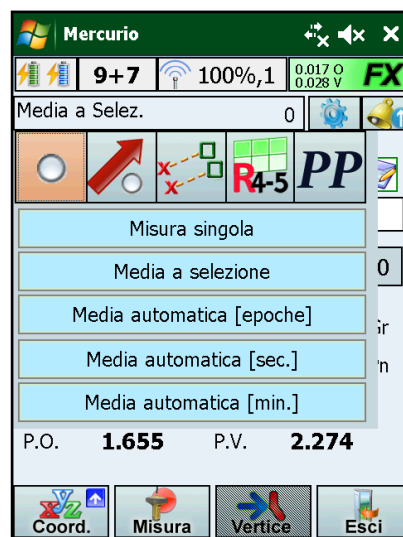 Mercurio
9+7 100%,1 0.017 O FX
0.028 V
Media a Selez. 0
R4-5 PP
Misura singola
Media a selezione 0
Media automatica [epoche]
Media automatica [sec.]
Media automatica [min.]
P.O. 1.655 P.V. 2.274
Coord. Misura Vertice Esci